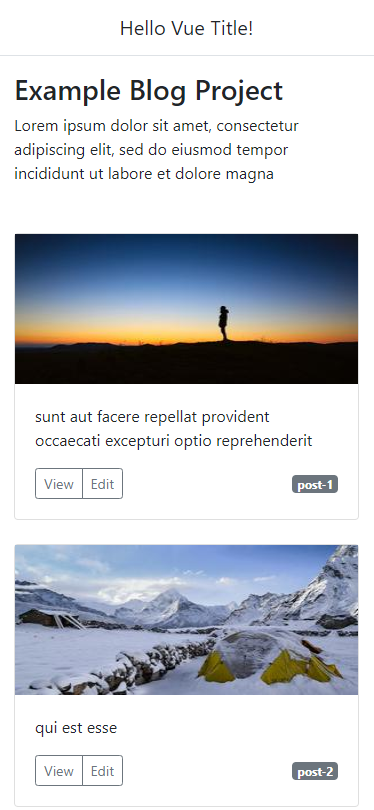 Hello Vue Title!
Example Blog Project
Lorem ipsum dolor sit amet, consectetur
adipiscing elit, sed do eiusmod tempor
incididunt ut labore et dolore magna
sunt aut facere repellat provident
occaecati excepturi optio reprehenderit
View Edit post-1
qui est esse
View Edit post-2